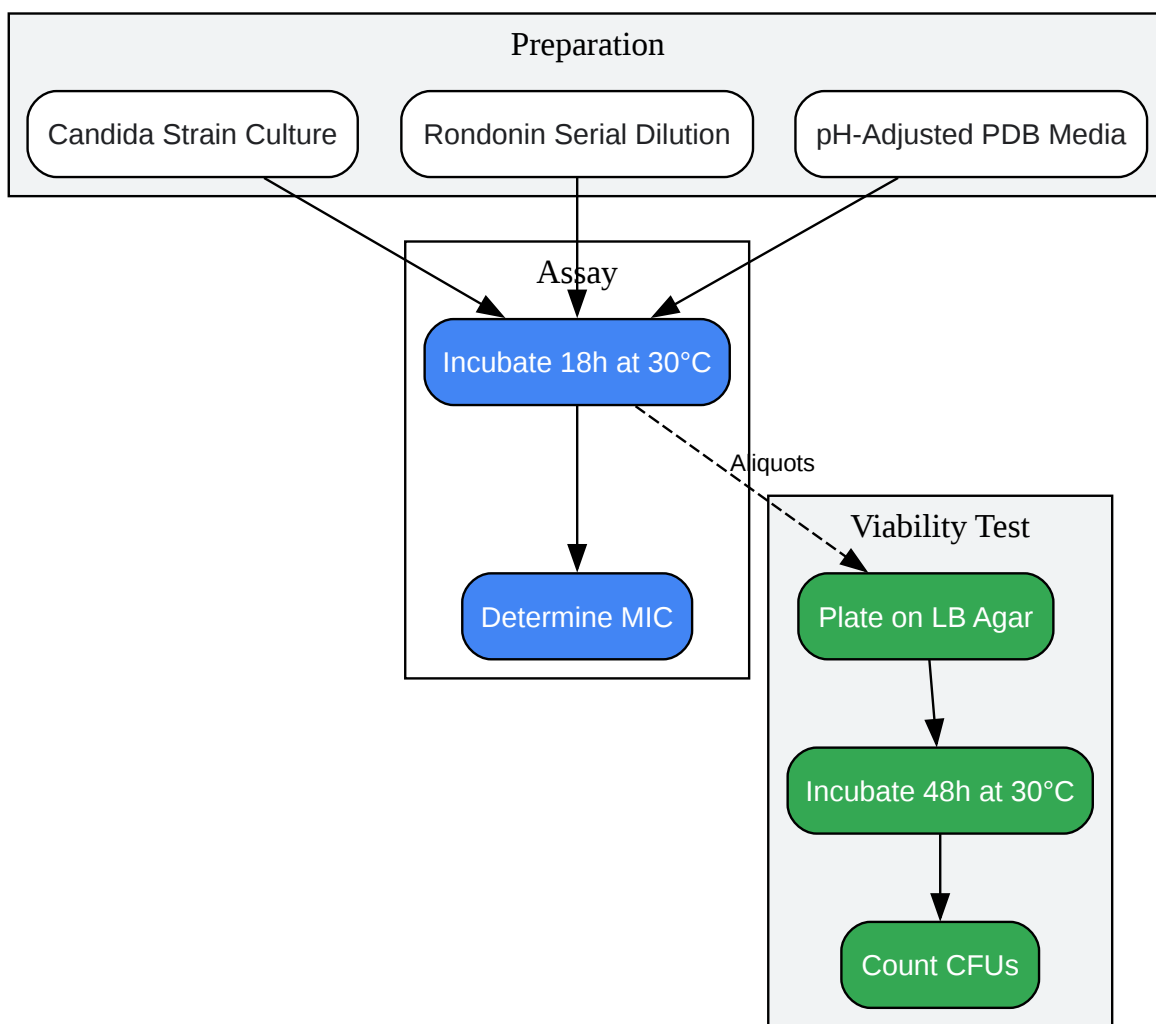 Preparation
Candida Strain Culture
Rondonin Serial Dilution
pH-Adjusted PDB Media
Assay
Incubate 18h at 30°C
Aliquots
Viability Test
Determine MIC
Plate on LB Agar
Incubate 48h at 30°C
Count CFUs